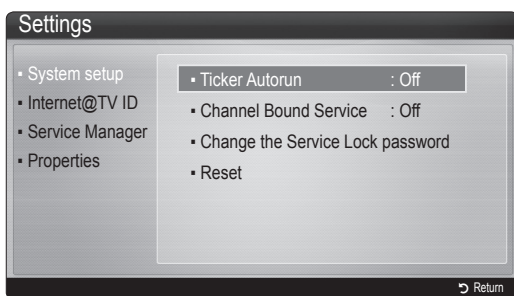 Settings
▪ System setup
▪ Internet@TV ID
▪ Service Manager
▪ Properties
▪ Ticker Autorun : Off
▪ Channel Bound Service : Off
▪ Change the Service Lock password
▪ Reset
Return